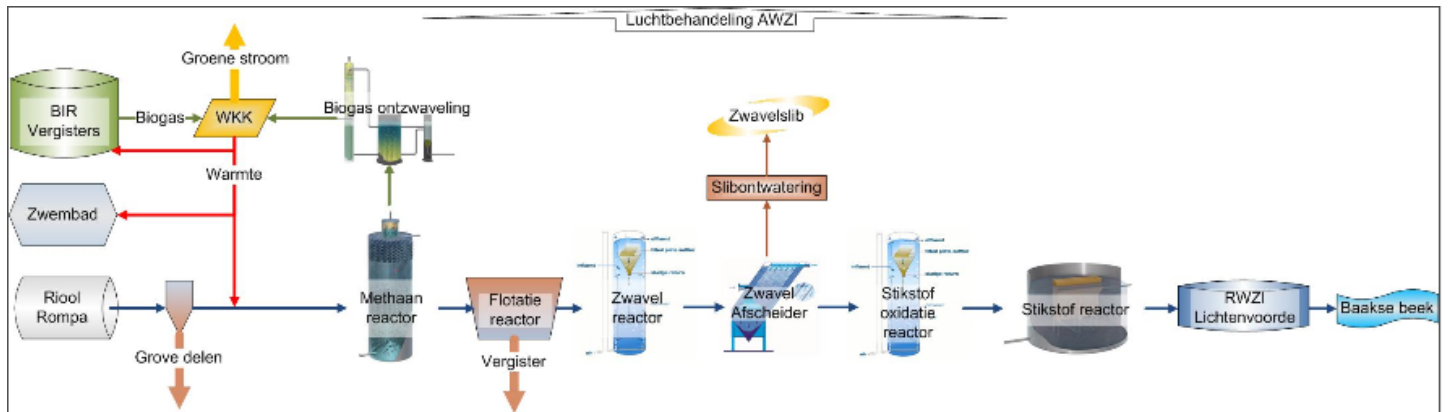 Luchtbehandeling AWZI
Groene stroom
BIR
Vergisters
Biogas
WKK
Biogas ontzwaveling
Zwavelslib
Warmte
Slibontwatering
Zwembad
Riool
Rompa
Methaan
reactor
Flotatie
reactor
Zwavel
reactor
Zwavel
Afscheider
Stikstof
oxidatie
reactor
Stikstof reactor
RWZI
Lichtenvoorde
Baakse beek
Grove delen
Vergister